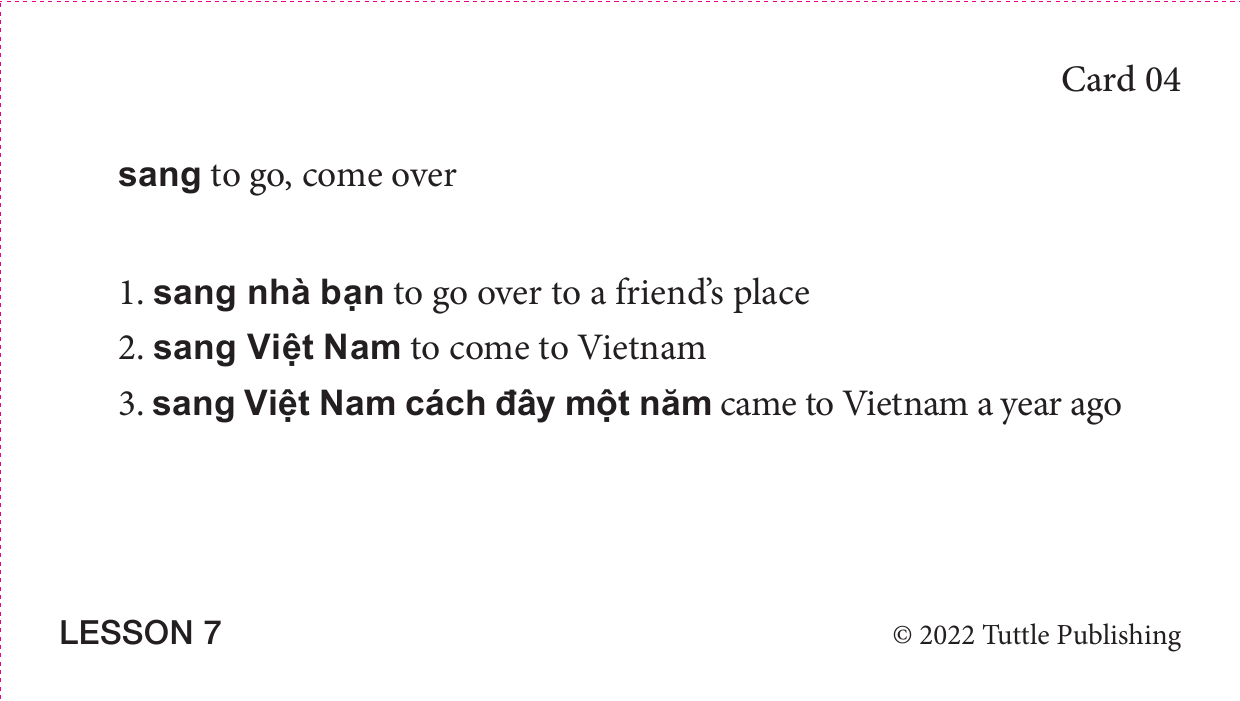 Card 04
sang to go, come over
1. sang nhà bạn to go over to a friend’s place
2. sang Việt Nam to come to Vietnam
3. sang Việt Nam cách đây một năm came to Vietnam a year ago
LESSON 7
© 2022 Tuttle Publishing